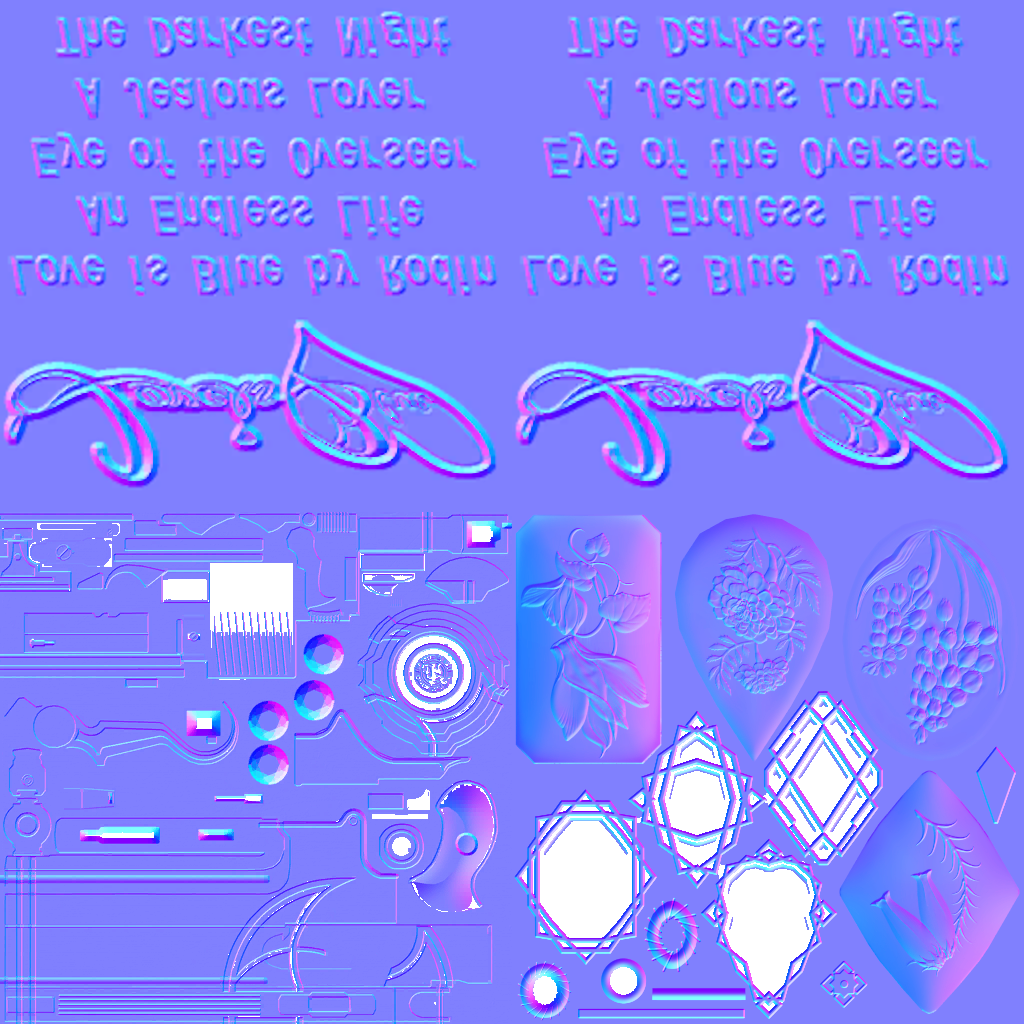 Love is Blue by Rodin
An Endless Life
Eye of the Overseer
A Jealous Lover
The Darkest Night
Love is Blue by Rodin
An Endless Life
Eye of the Overseer
A Jealous Lover
The Darkest Night